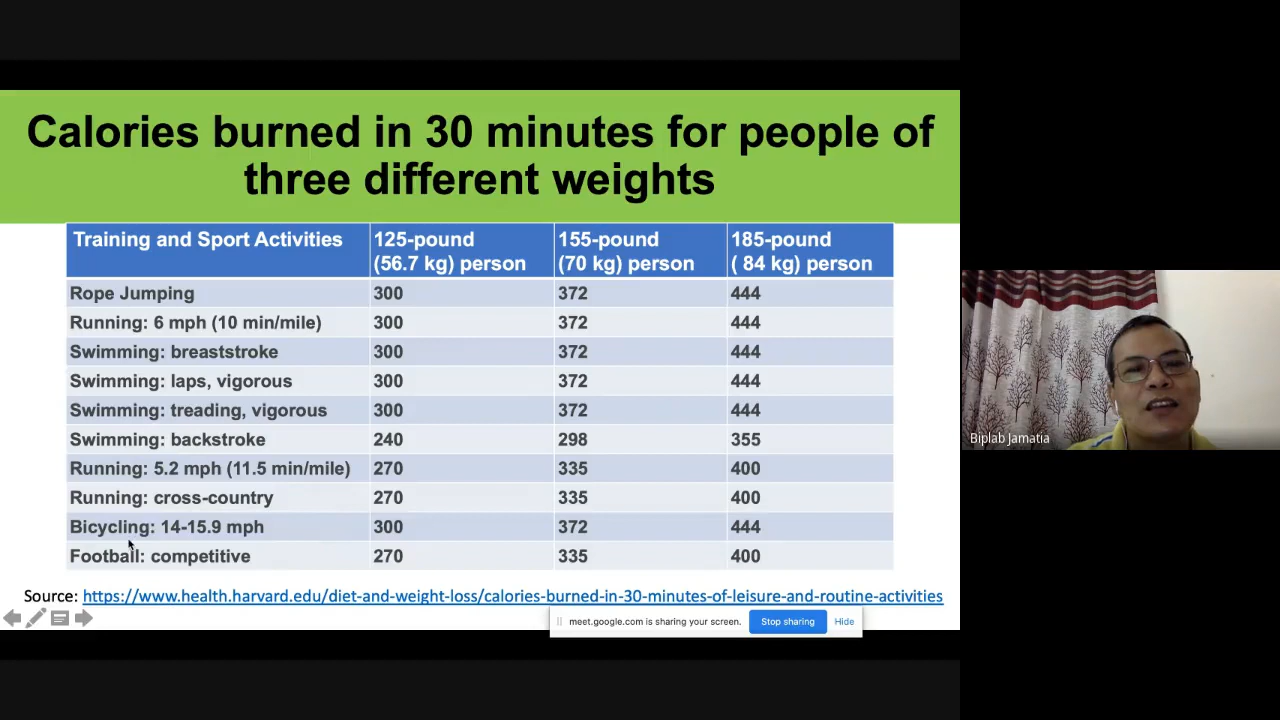 Calories burned in 30 minutes for people of
three different weights
Training and Sport Activities 125-pound (56.7 kg) person 155-pound (70 kg) person 185-pound ( 84 kg) person
Rope Jumping 300 372 444
Running: 6 mph (10 min/mile) 300 372 444
Swimming: breaststroke 300 372 444
Swimming: laps, vigorous 300 372 444
Swimming: treading, vigorous 300 372 444
Swimming: backstroke 240 298 355
Running: 5.2 mph (11.5 min/mile) 270 335 400
Running: cross-country 270 335 400
Bicycling: 14-15.9 mph 300 372 444
Football: competitive 270 335 400
Source: https://www.health.harvard.edu/diet-and-weight-loss/calories-burned-in-30-minutes-of-leisure-and-routine-activities
meet.google.com is sharing your screen. Stop sharing Hide
Biplab Jamatia